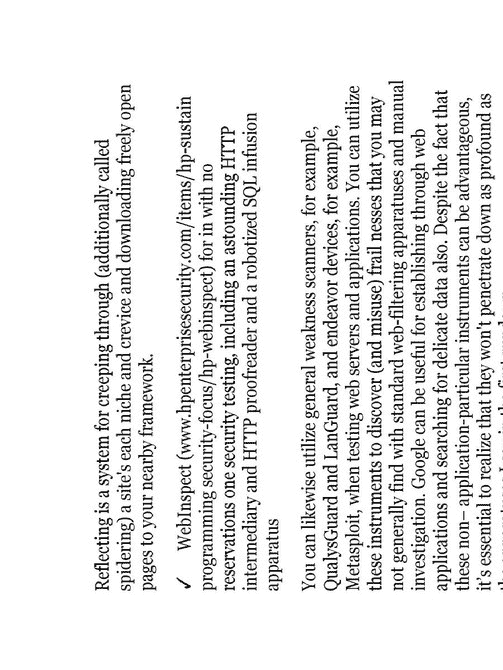 Reflecting is a system for creeping through (additionally called
spidering) a site's each niche and crevice and downloading freely open
pages to your nearby framework.
✓ WebInspect (www.hpenterprisesecurity.com/items/hp-sustain
programming security-focus/hp-webinspect) for in with no
reservations one security testing, including an astounding HTTP
intermediary and HTTP proofreader and a robotized SQL infusion
apparatus
You can likewise utilize general weakness scanners, for example,
QualysGuard and LanGuard, and endeavor devices, for example,
Metasploit, when testing web servers and applications. You can utilize
these instruments to discover (and misuse) frail nesses that you may
not generally find with standard web-filtering apparatuses and manual
investigation. Google can be useful for establishing through web
applications and searching for delicate data also. Despite the fact that
these non– application-particular instruments can be advantageous,
it's essential to realize that they won't penetrate down as profound as